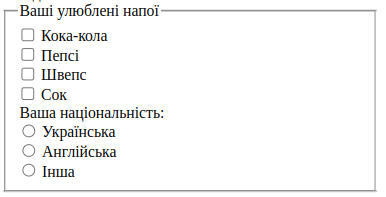 Ваші улюблені напої
Кока-кола
Пепсі
Швепс
Сок
Ваша національність:
Українська
Англійська
Інша